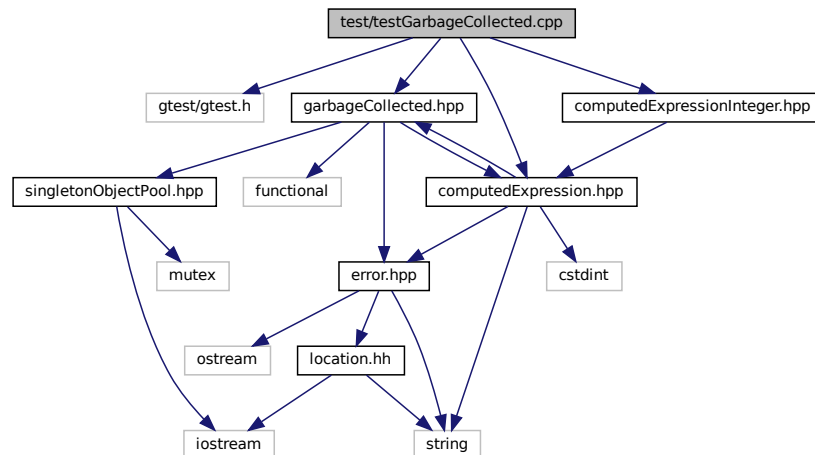 test/testGarbageCollected.cpp
gtest/gtest.h
garbageCollected.hpp
computedExpressionInteger.hpp
singletonObjectPool.hpp
functional
computedExpression.hpp
mutex
error.hpp
cstdint
ostream
location.hh
iostream
string